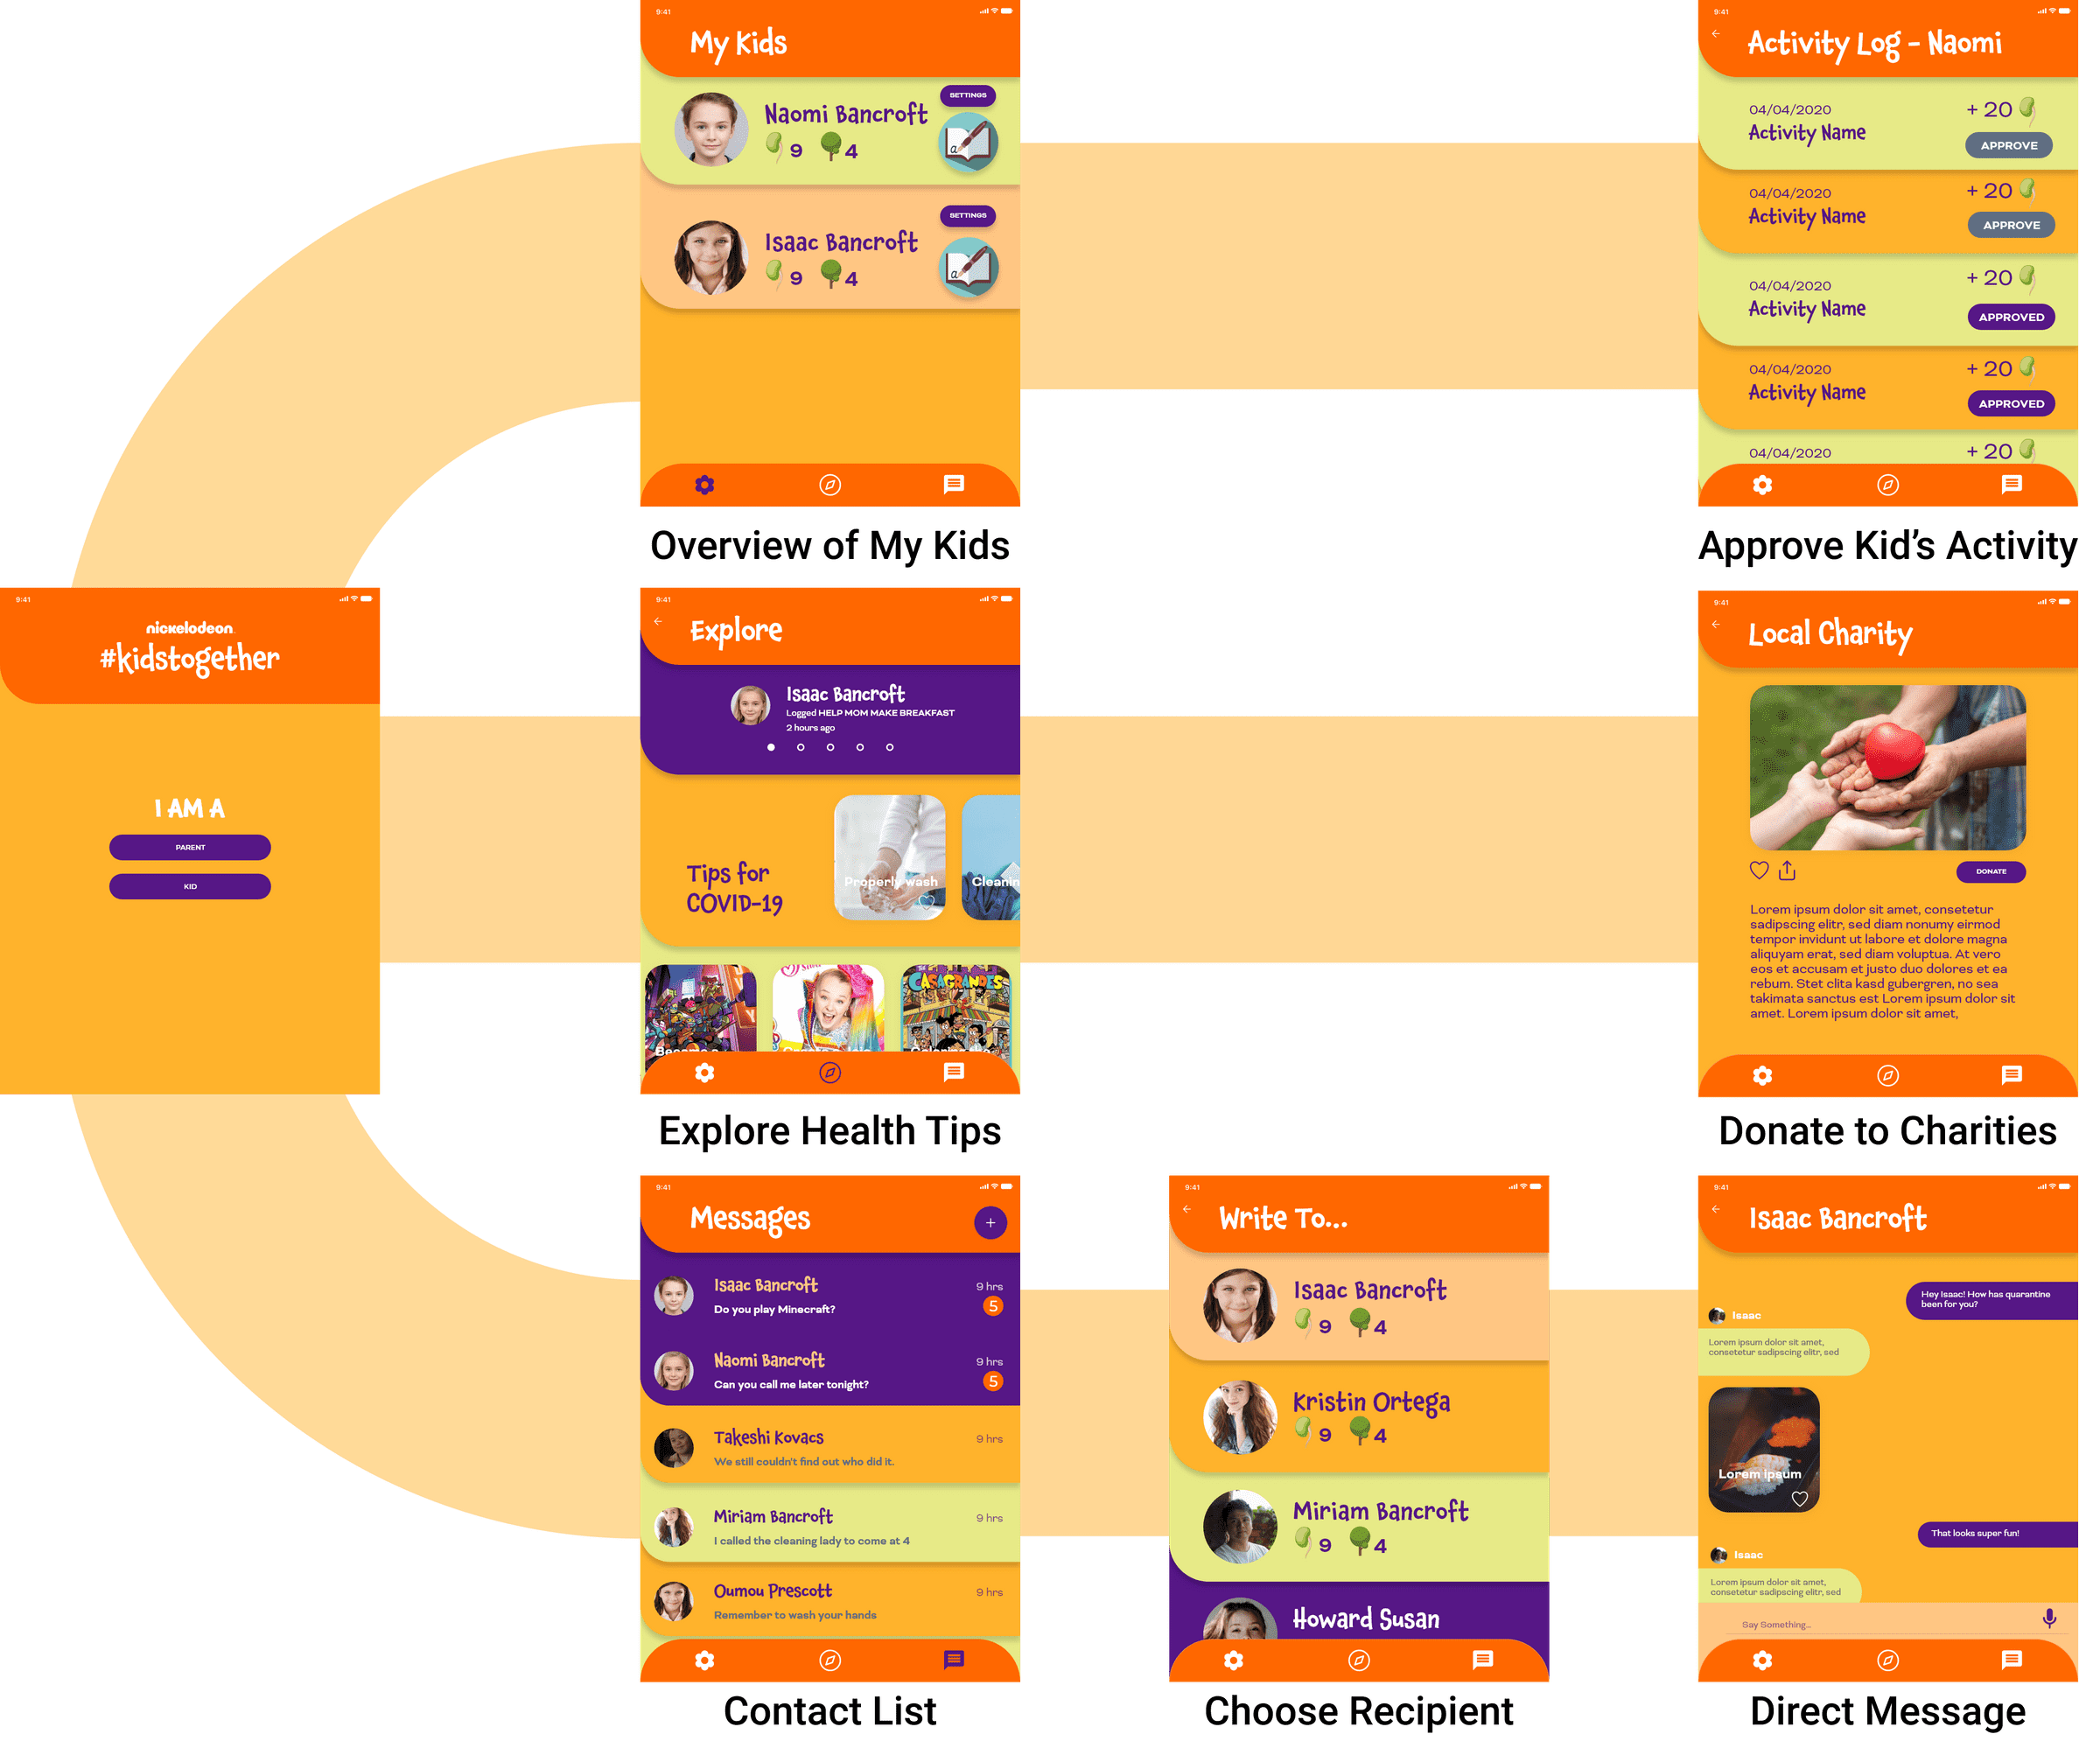 9:41
My Kids
SETTINGS
Naomi Bancroft
9 4
SETTINGS
Isaac Bancroft
9 4
Overview of My Kids
9:41
Activity Log - Naomi
04/04/2020
+ 20
Activity Name
APPROVE
04/04/2020
+ 20
Activity Name
APPROVE
04/04/2020
+ 20
Activity Name
APPROVED
04/04/2020
+ 20
Activity Name
APPROVED
04/04/2020
+ 20
Approve Kid's Activity
9:41
nickelodeon.
#kidstogether
I AM A
PARENT
KID
9:41
Explore
Isaac Bancroft
Logged HELP MOM MAKE BREAKFAST
2 hours ago
Tips for
COVID-19
Properly wash
Cleanin
CASAGRANDES
Explore Health Tips
9:41
Local Charity
DONATE
Lorem ipsum dolor sit amet, consetetur
sadipscing elitr, sed diam nonumy eirmod
tempor invidunt ut labore et dolore magna
aliquyam erat, sed diam voluptua. At vero
eos et accusam et justo duo dolores et ea
rebum. Stet clita kasd gubergren, no sea
takimata sanctus est Lorem ipsum dolor sit
amet. Lorem ipsum dolor sit amet,
Donate to Charities
9:41
Messages
+
Isaac Bancroft
9 hrs
Do you play Minecraft?
5
Naomi Bancroft
9 hrs
Can you call me later tonight?
5
Takeshi Kovacs
9 hrs
We still couldn't find out who did it.
Miriam Bancroft
9 hrs
I called the cleaning lady to come at 4
Oumou Prescott
9 hrs
Remember to wash your hands
Contact List
9:41
Write To...
Isaac Bancroft
9 4
Kristin Ortega
9 4
Miriam Bancroft
9 4
Howard Susan
Choose Recipient
9:41
Isaac Bancroft
Hey Isaac! How has quarantine
been for you?
Isaac
Lorem ipsum dolor sit amet,
consetetur sadipscing elitr, sed
Lorem ipsum
That looks super fun!
Isaac
Lorem ipsum dolor sit amet,
consetetur sadipscing elitr, sed
Say Something...
Direct Message